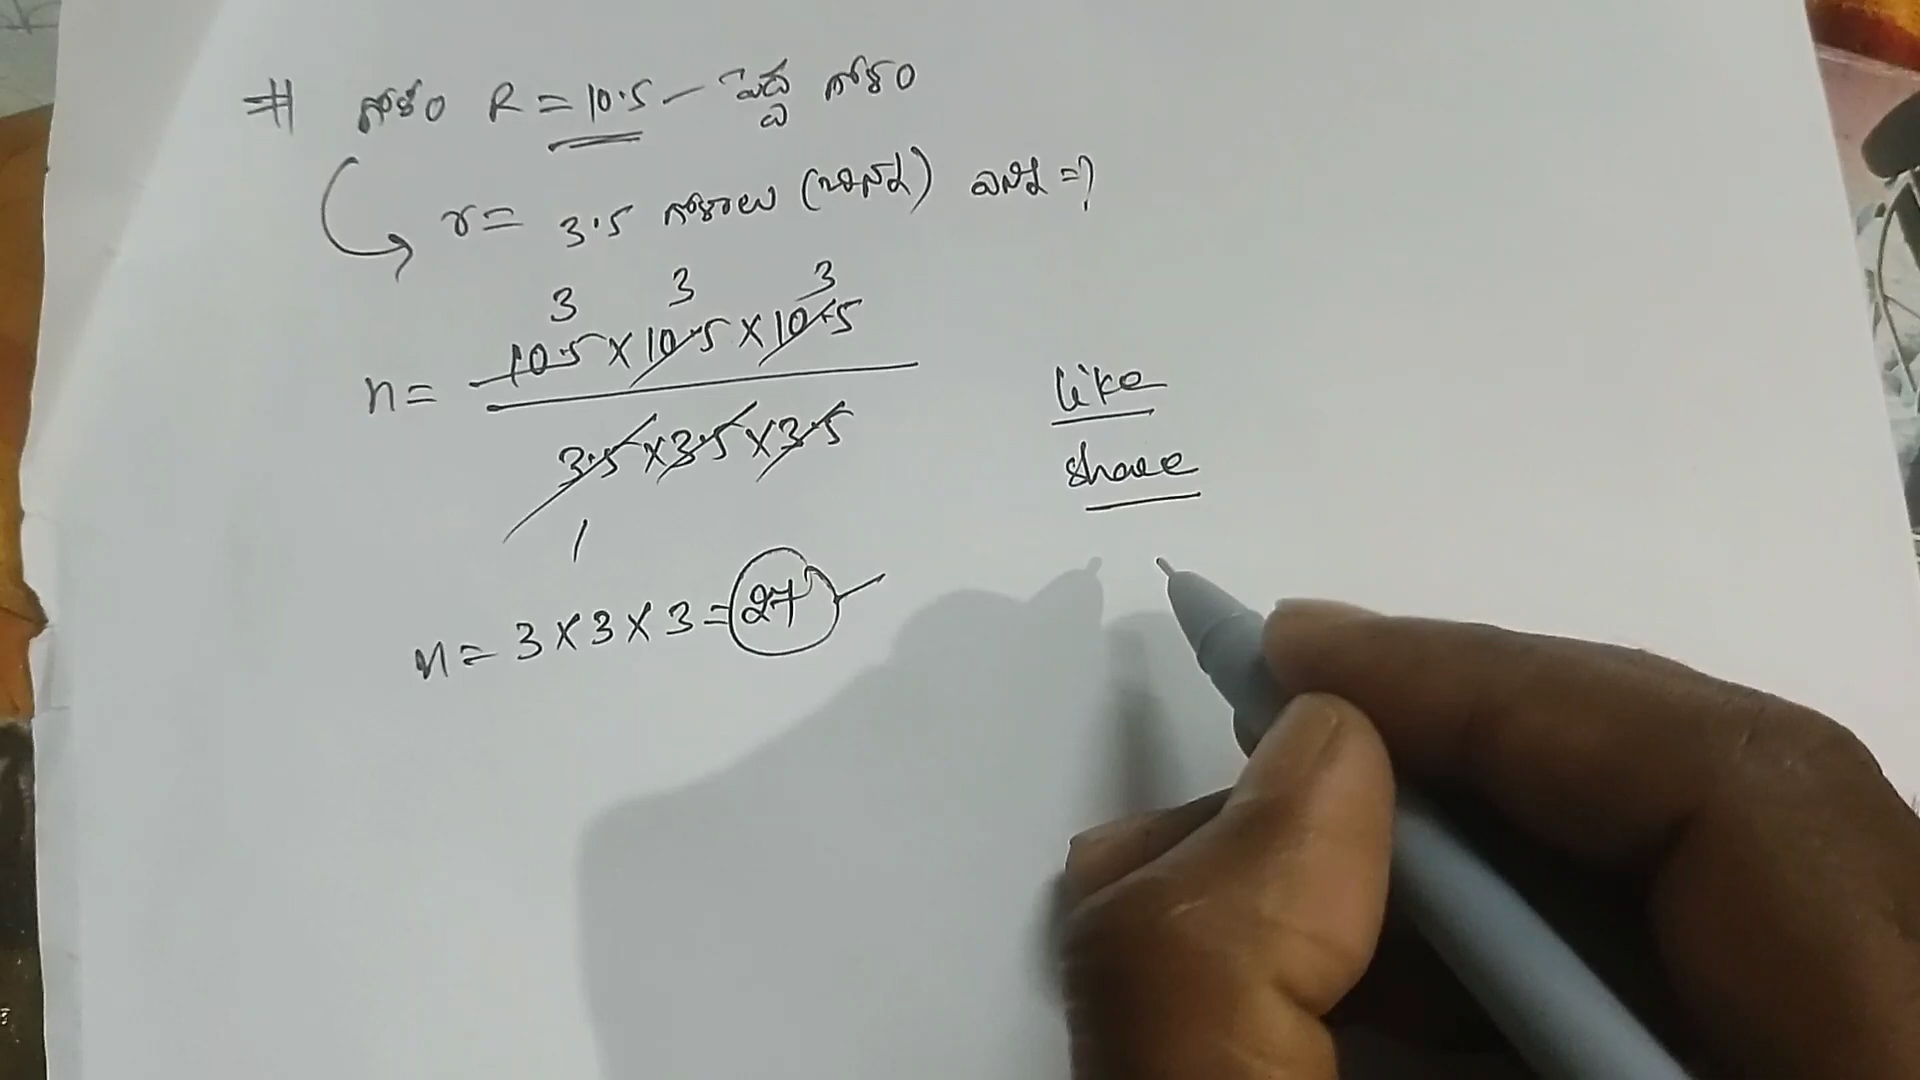 # గోళం R = 10.5 — పెద్ద గోళం
r = 3.5 గోళాలు ( ) ఎన్ని = ?
3 3 3
n = 10.5 × 10.5 × 10.5
3.5 × 3.5 × 3.5
1
n = 3 × 3 × 3 = 27
like
share